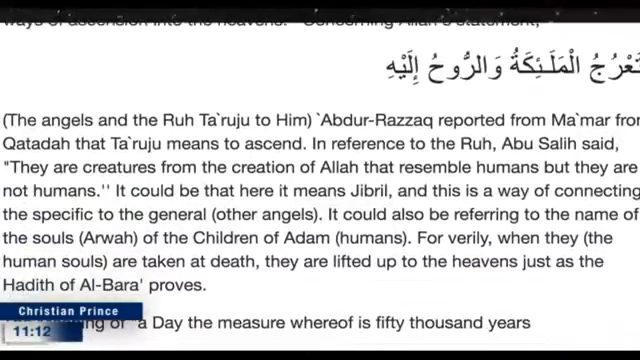 ways of ascension into the heavens." Concerning Allah's statement,
تَعْرُجُ الْمَلَـئِكَةُ وَالرُّوحُ إِلَيْهِ
(The angels and the Ruh Ta`ruju to Him) `Abdur-Razzaq reported from Ma`mar from
Qatadah that Ta`ruju means to ascend. In reference to the Ruh, Abu Salih said,
"They are creatures from the creation of Allah that resemble humans but they are
not humans.'' It could be that here it means Jibril, and this is a way of connecting
the specific to the general (other angels). It could also be referring to the name of
the souls (Arwah) of the Children of Adam (humans). For verily, when they (the
human souls) are taken at death, they are lifted up to the heavens just as the
Hadith of Al-Bara' proves.
Christian Prince
11:12
of "a Day the measure whereof is fifty thousand years